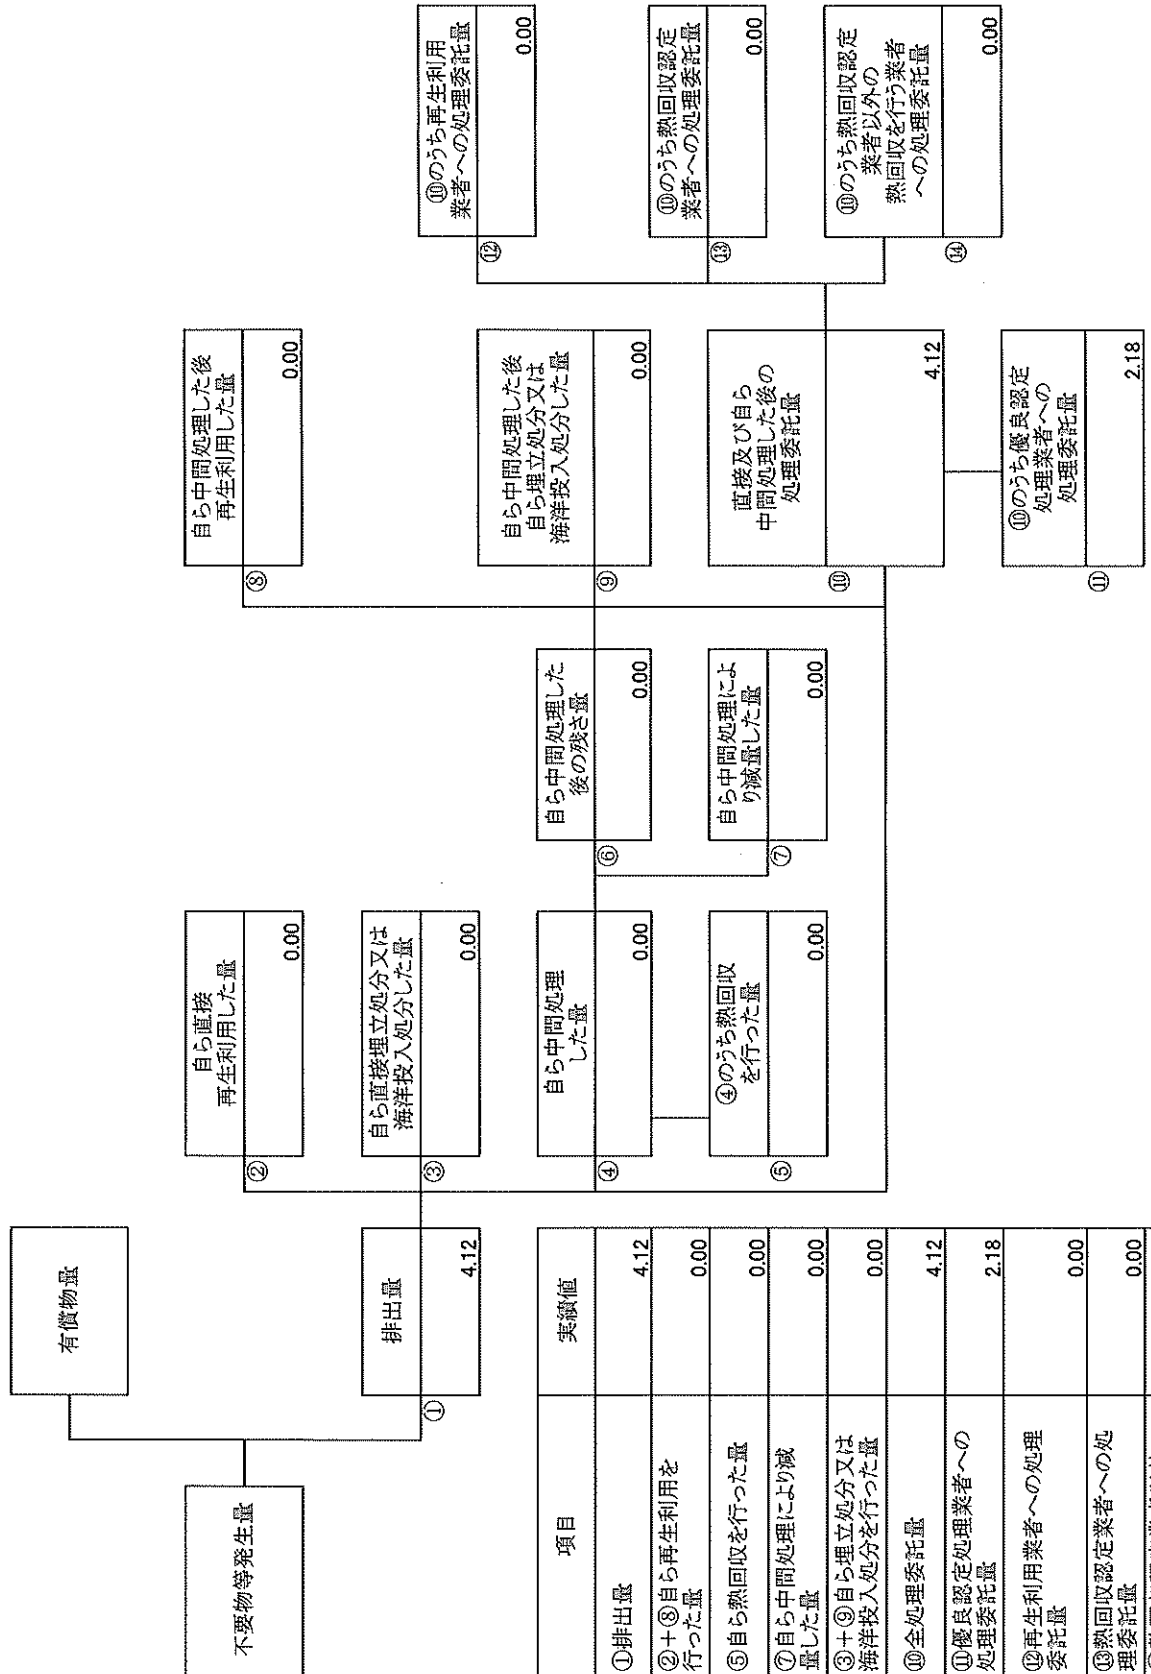 不要物等発生量
有償物量
排出量
①
4.12
自ら直接
再生利用した量
②
0.00
自ら直接埋立処分又は
海洋投入処分した量
③
0.00
自ら中間処理
した量
④
0.00
④のうち熱回収
を行った量
⑤
0.00
自ら中間処理した
後の残さ量
⑥
0.00
自ら中間処理によ
り減量した量
⑦
0.00
自ら中間処理した後
再生利用した量
⑧
0.00
自ら中間処理した後
自ら埋立処分又は
海洋投入処分した量
⑨
0.00
直接及び自ら
中間処理した後の
処理委託量
⑩
4.12
⑩のうち優良認定
処理業者への
処理委託量
⑪
2.18
⑩のうち再生利用
業者への処理委託量
⑫
0.00
⑩のうち熱回収認定
業者への処理委託量
⑬
0.00
⑩のうち熱回収認定
業者以外の
熱回収を行う業者
への処理委託量
⑭
0.00
項目
実績値
①排出量
4.12
②+⑧自ら再生利用を
行った量
0.00
⑤自ら熱回収を行った量
0.00
⑦自ら中間処理により減
量した量
0.00
③+⑨自ら埋立処分又は
海洋投入処分を行った量
0.00
⑩全処理委託量
4.12
⑪優良認定処理業者への
処理委託量
2.18
⑫再生利用業者への処理
委託量
0.00
⑬熱回収認定業者への処
理委託量
0.00